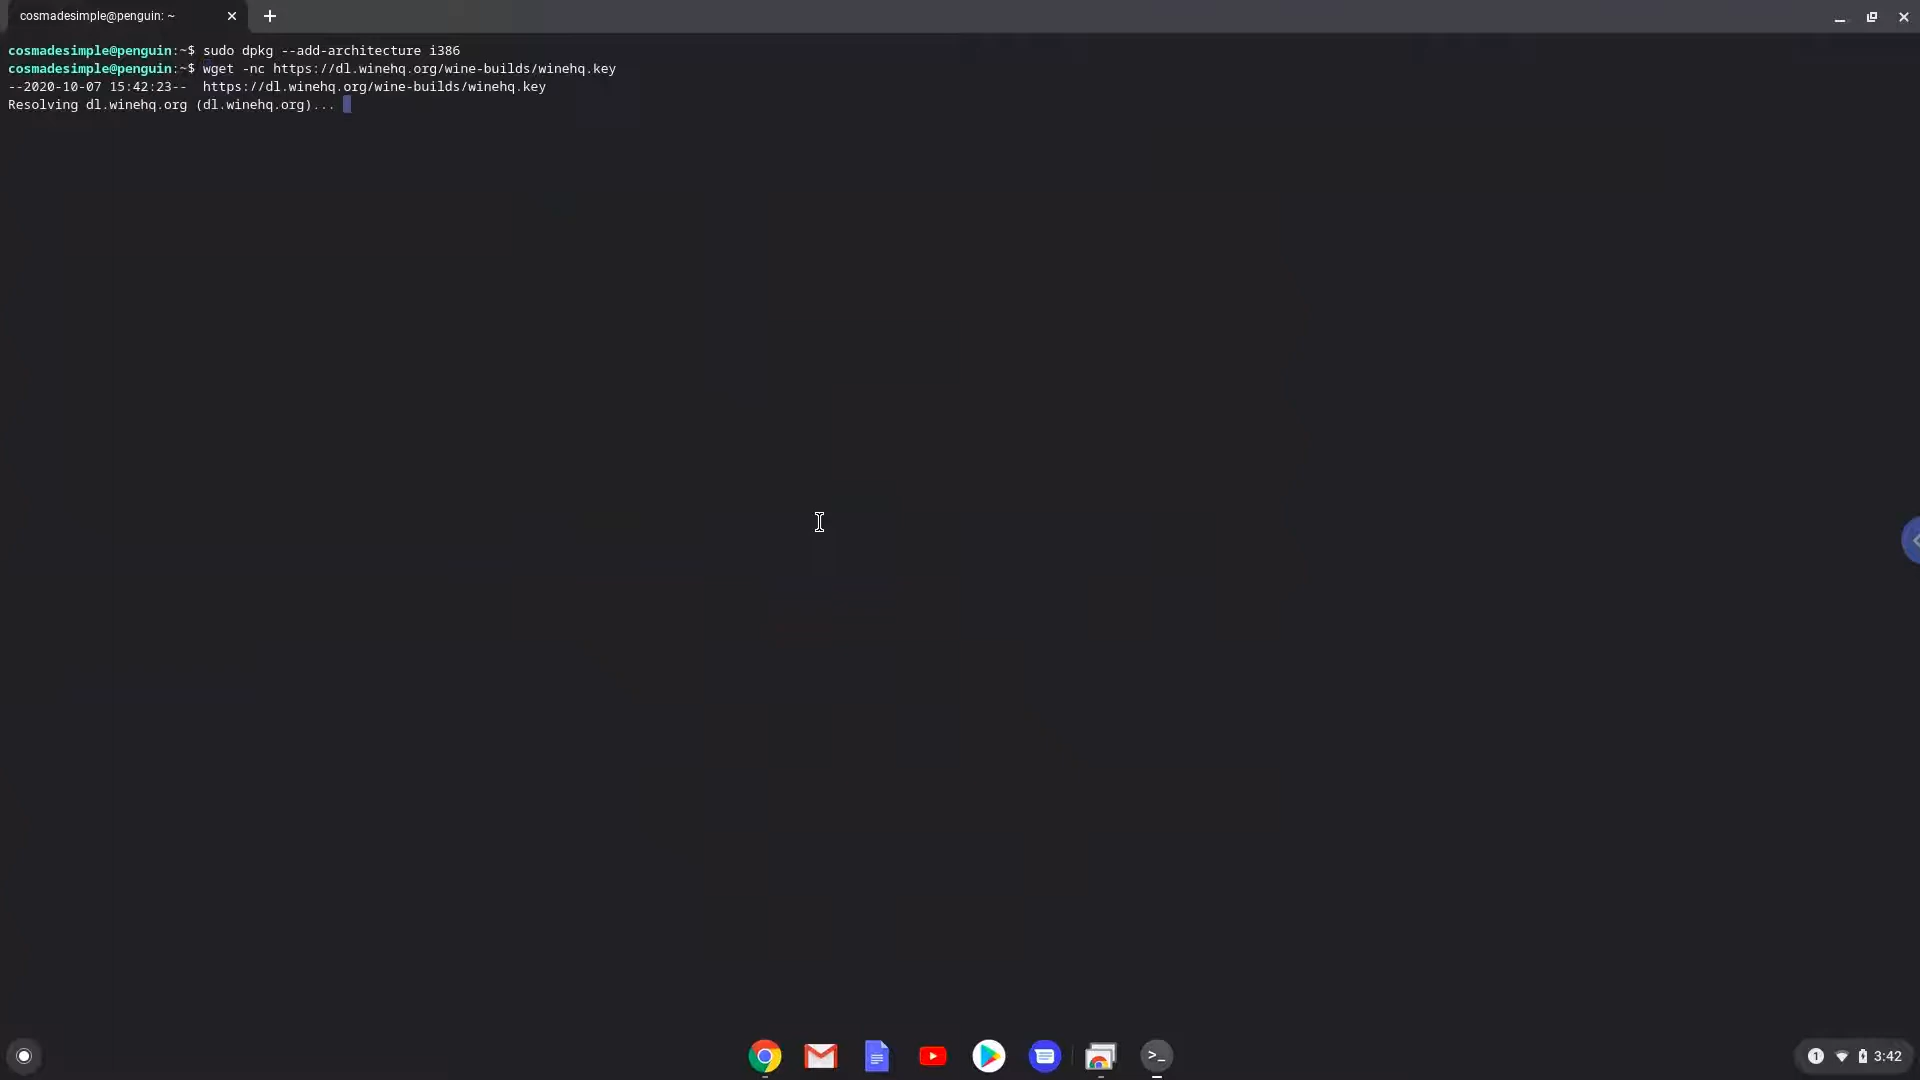 cosmadesimple@penguin: ~
cosmadesimple@penguin:~$ sudo dpkg --add-architecture i386
cosmadesimple@penguin:~$ wget -nc https://dl.winehq.org/wine-builds/winehq.key
--2020-10-07 15:42:23--  https://dl.winehq.org/wine-builds/winehq.key
Resolving dl.winehq.org (dl.winehq.org)...
>_
1 3:42